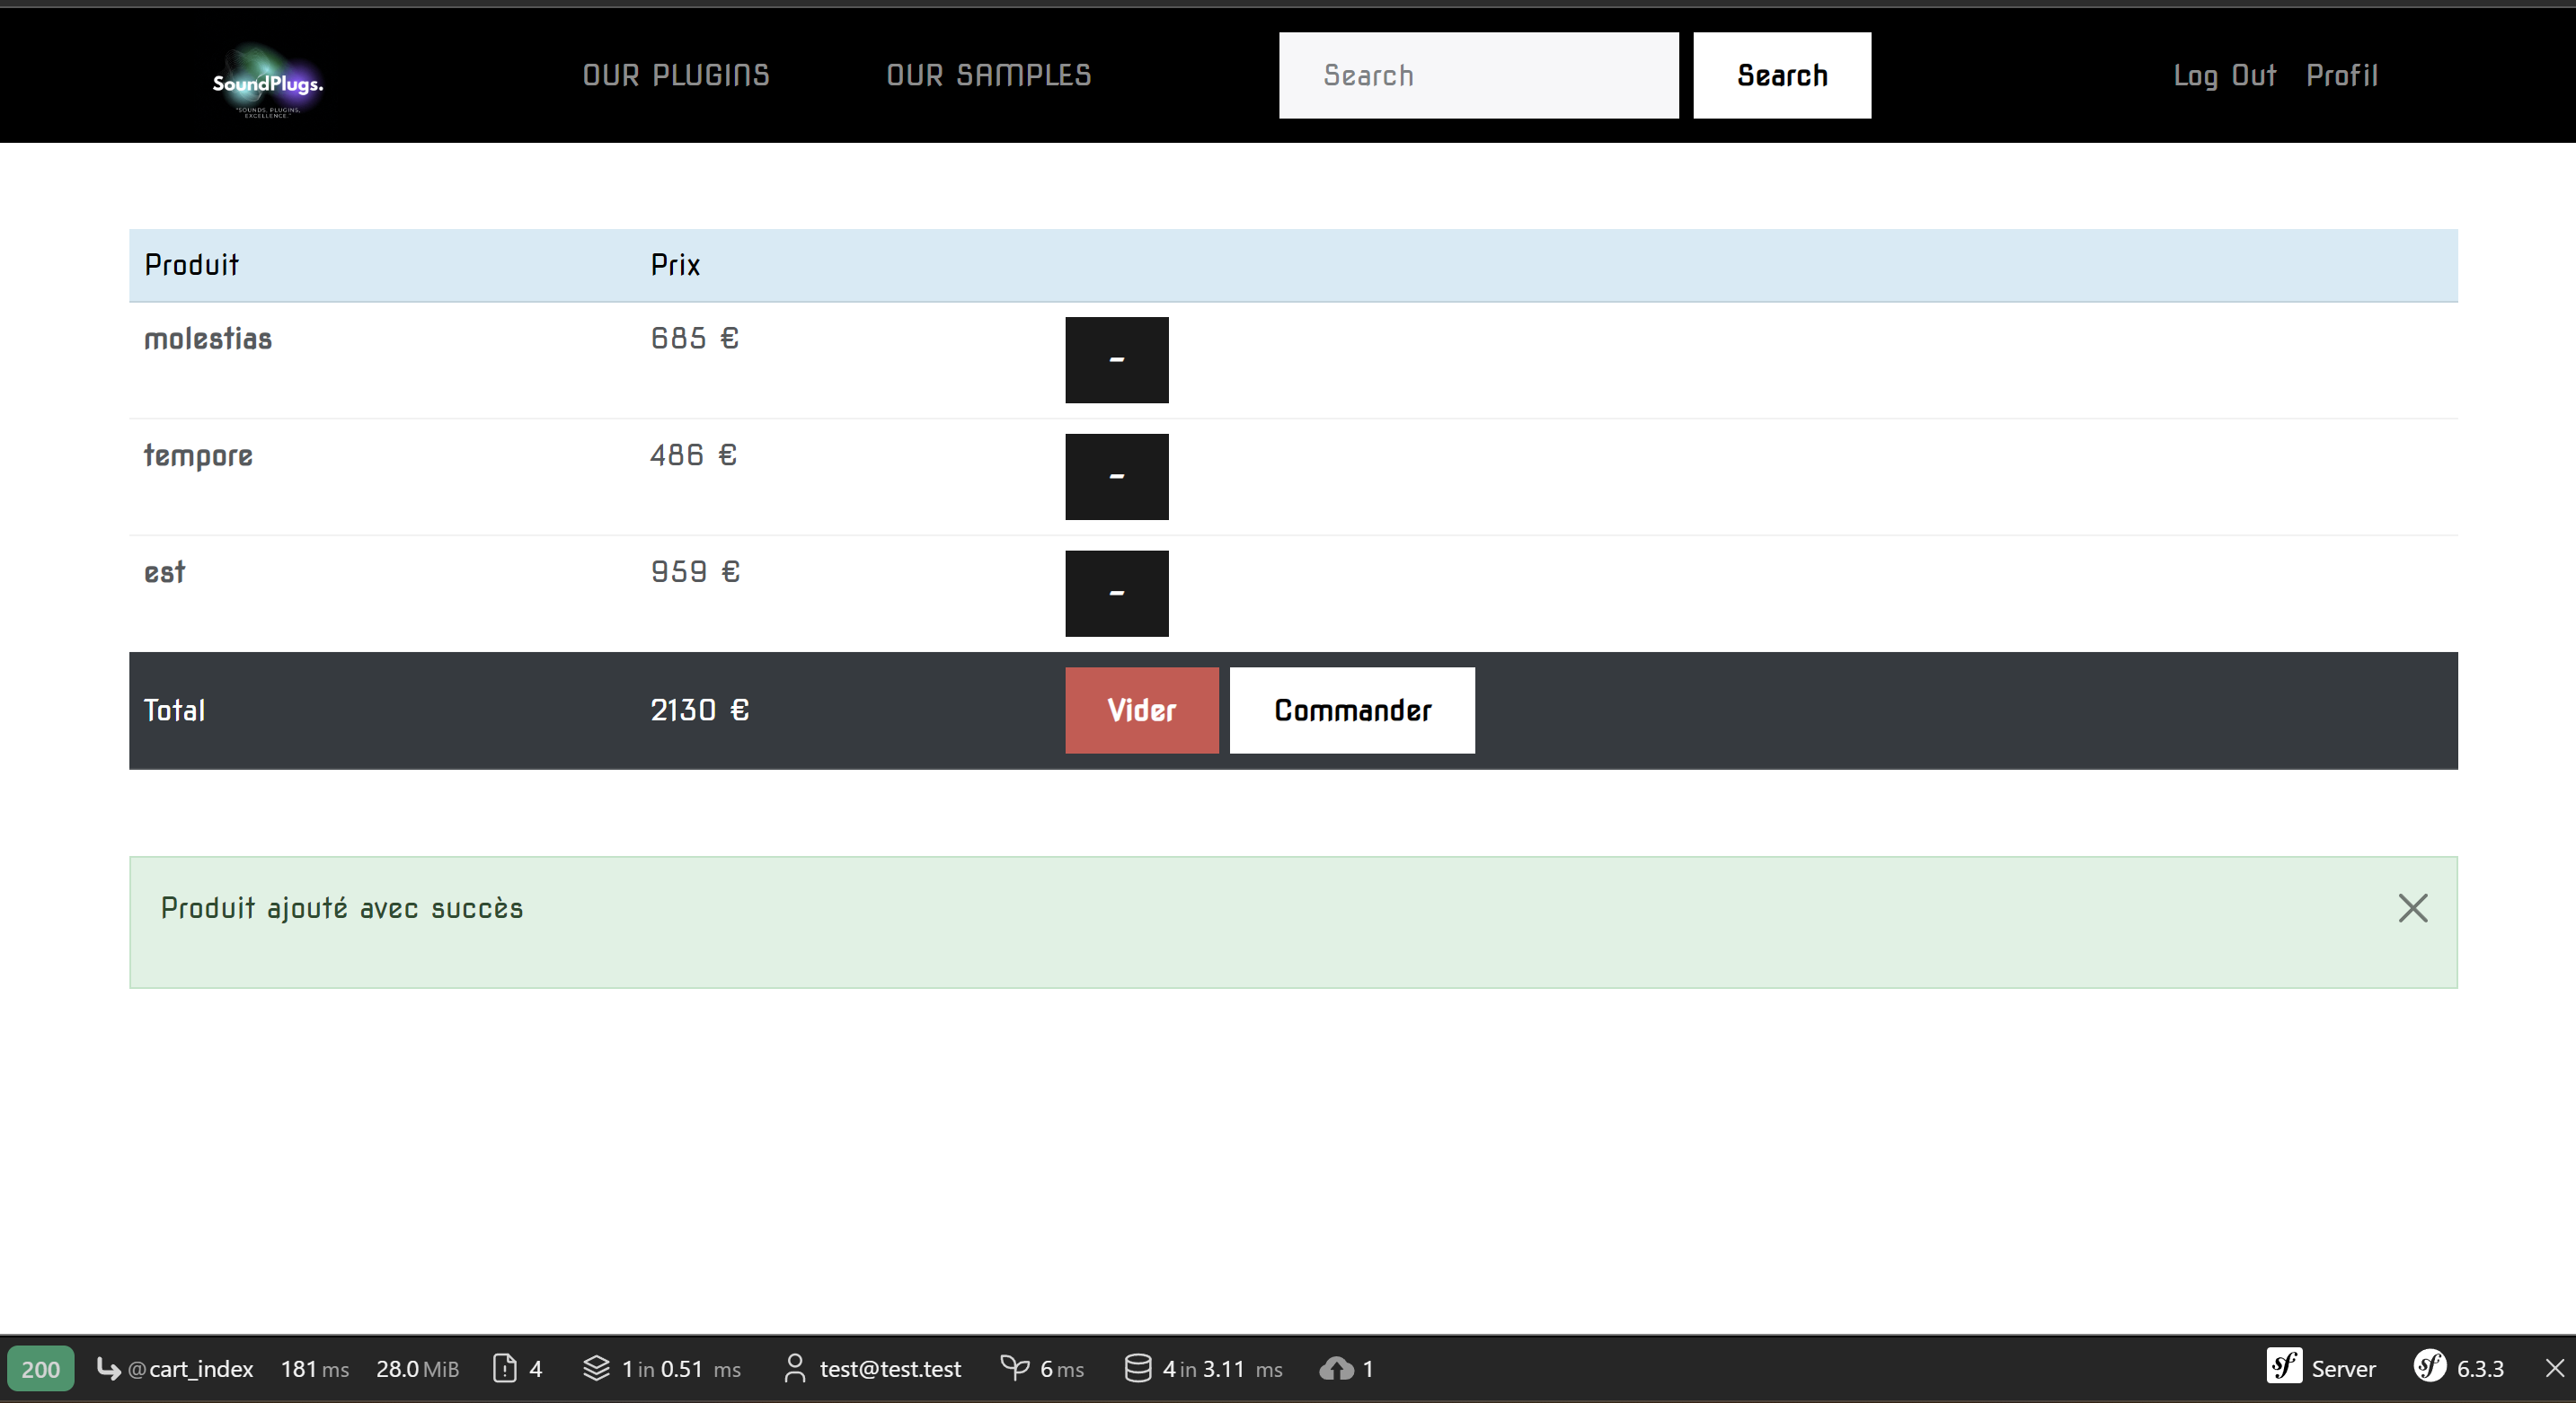 SoundPlugs.
"SOUNDS, PLUGINS, EXCELLENCE."
OUR PLUGINS OUR SAMPLES Search Search Log Out Profil
Produit Prix
molestias 685 € -
tempore 486 € -
est 959 € -
Total 2130 € Vider Commander
Produit ajouté avec succès
200 @cart_index 181 ms 28.0 MiB 4 1 in 0.51 ms test@test.test 6 ms 4 in 3.11 ms 1 sf Server sf 6.3.3